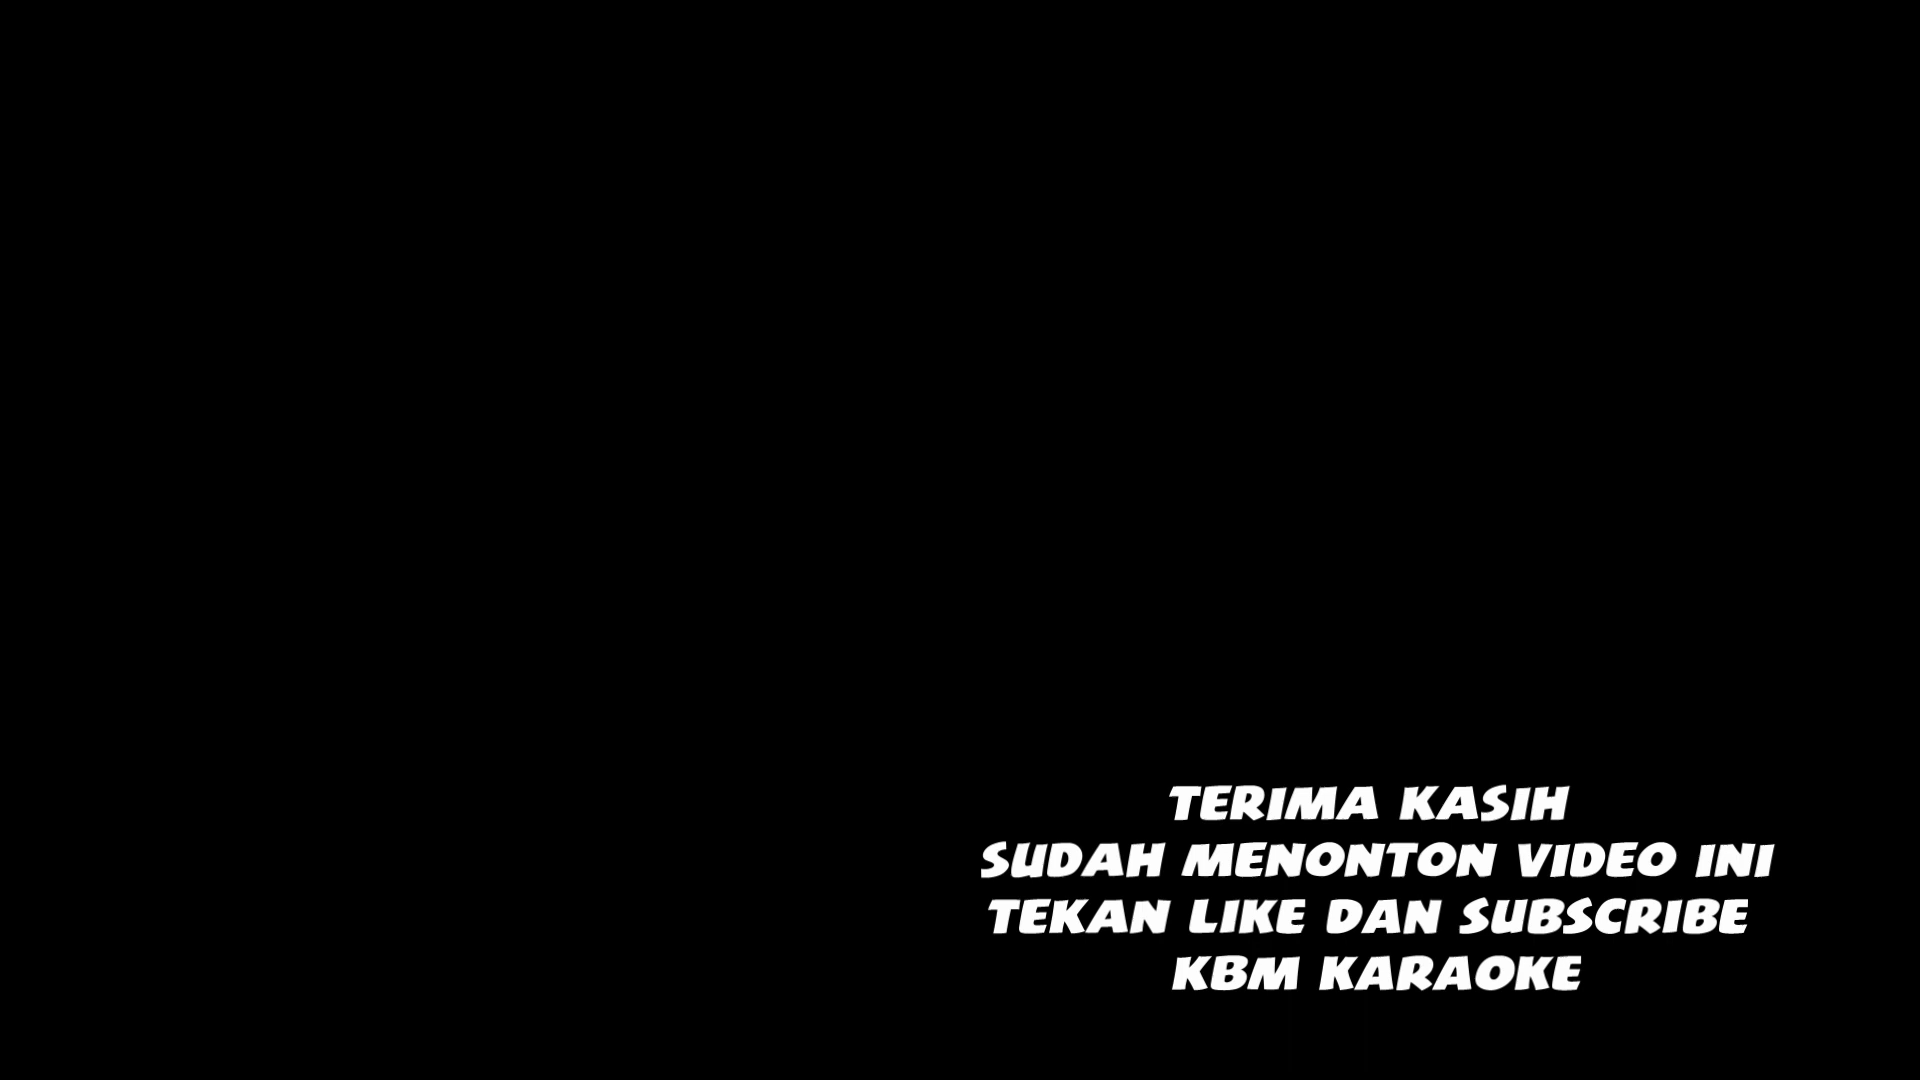 TERIMA KASIH
SUDAH MENONTON VIDEO INI
TEKAN LIKE DAN SUBSCRIBE
KBM KARAOKE